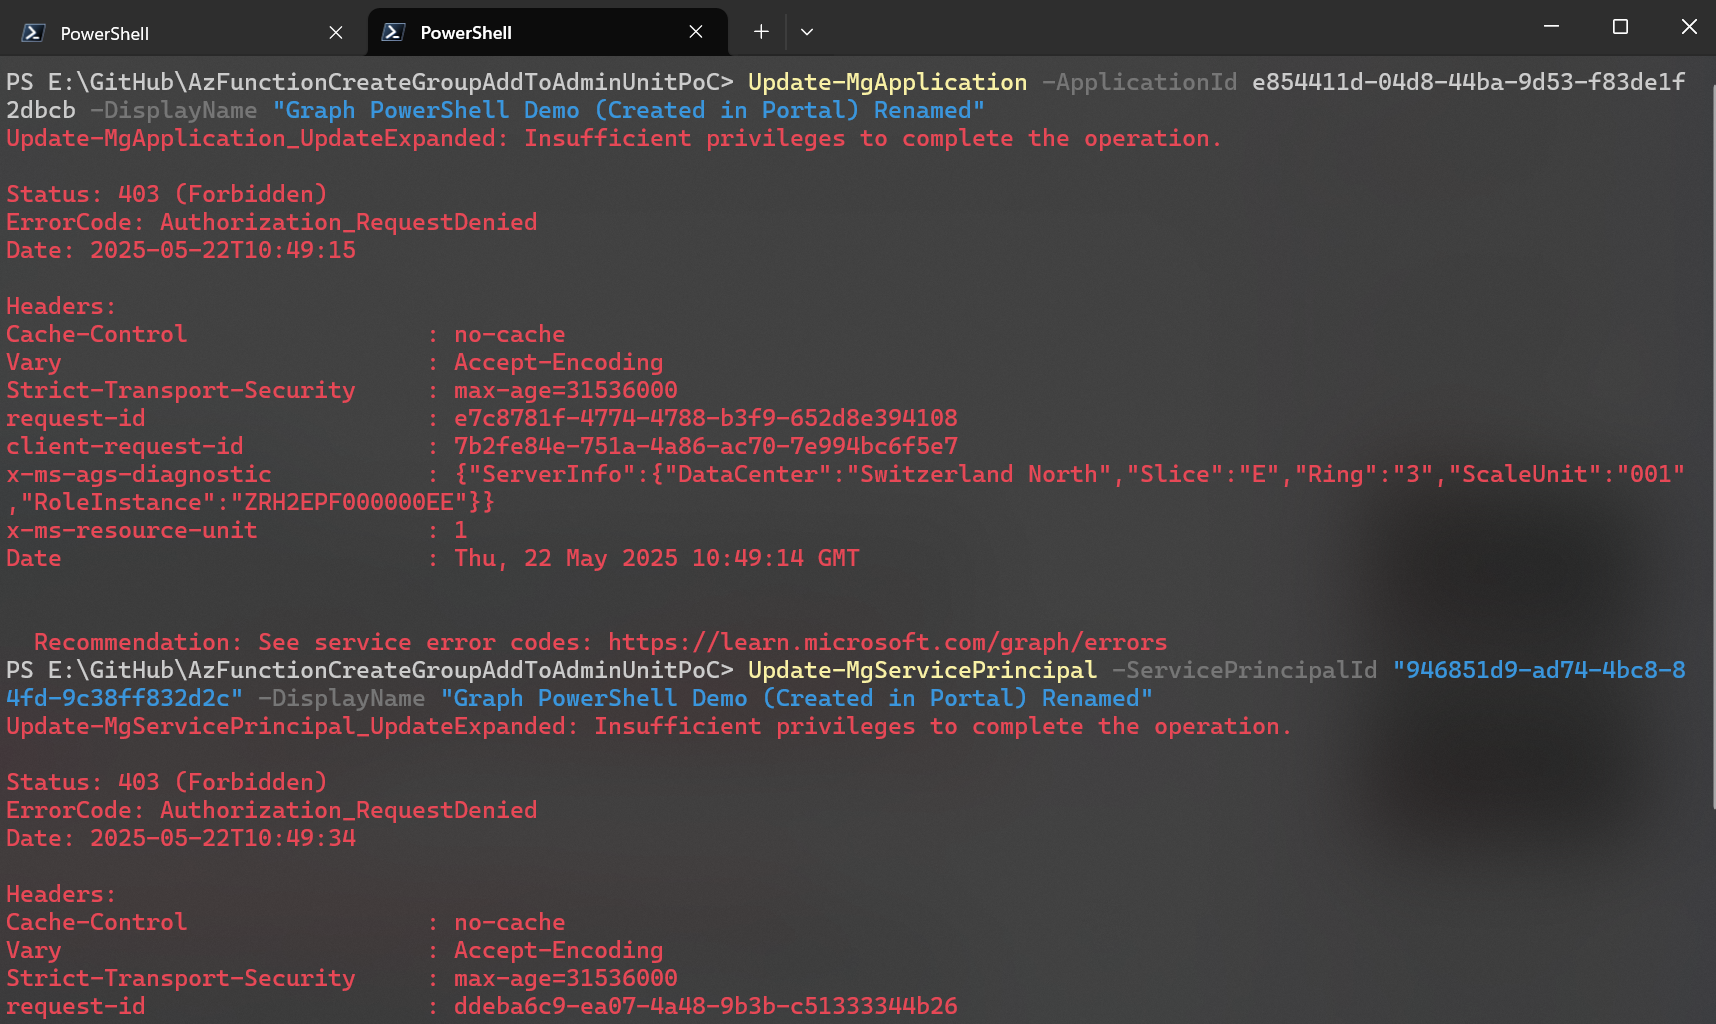 PowerShell
PowerShell
PS E:\GitHub\AzFunctionCreateGroupAddToAdminUnitPoC> Update-MgApplication -ApplicationId e854411d-04d8-44ba-9d53-f83de1f
2dbcb -DisplayName "Graph PowerShell Demo (Created in Portal) Renamed"
Update-MgApplication_UpdateExpanded: Insufficient privileges to complete the operation.
Status: 403 (Forbidden)
ErrorCode: Authorization_RequestDenied
Date: 2025-05-22T10:49:15
Headers:
Cache-Control : no-cache
Vary : Accept-Encoding
Strict-Transport-Security : max-age=31536000
request-id : e7c8781f-4774-4788-b3f9-652d8e394108
client-request-id : 7b2fe84e-751a-4a86-ac70-7e994bc6f5e7
x-ms-ags-diagnostic : {"ServerInfo":{"DataCenter":"Switzerland North","Slice":"E","Ring":"3","ScaleUnit":"001"
,"RoleInstance":"ZRH2EPF000000EE"}}
x-ms-resource-unit : 1
Date : Thu, 22 May 2025 10:49:14 GMT
Recommendation: See service error codes: https://learn.microsoft.com/graph/errors
PS E:\GitHub\AzFunctionCreateGroupAddToAdminUnitPoC> Update-MgServicePrincipal -ServicePrincipalId "946851d9-ad74-4bc8-8
4fd-9c38ff832d2c" -DisplayName "Graph PowerShell Demo (Created in Portal) Renamed"
Update-MgServicePrincipal_UpdateExpanded: Insufficient privileges to complete the operation.
Status: 403 (Forbidden)
ErrorCode: Authorization_RequestDenied
Date: 2025-05-22T10:49:34
Headers:
Cache-Control : no-cache
Vary : Accept-Encoding
Strict-Transport-Security : max-age=31536000
request-id : ddeba6c9-ea07-4a48-9b3b-c51333344b26